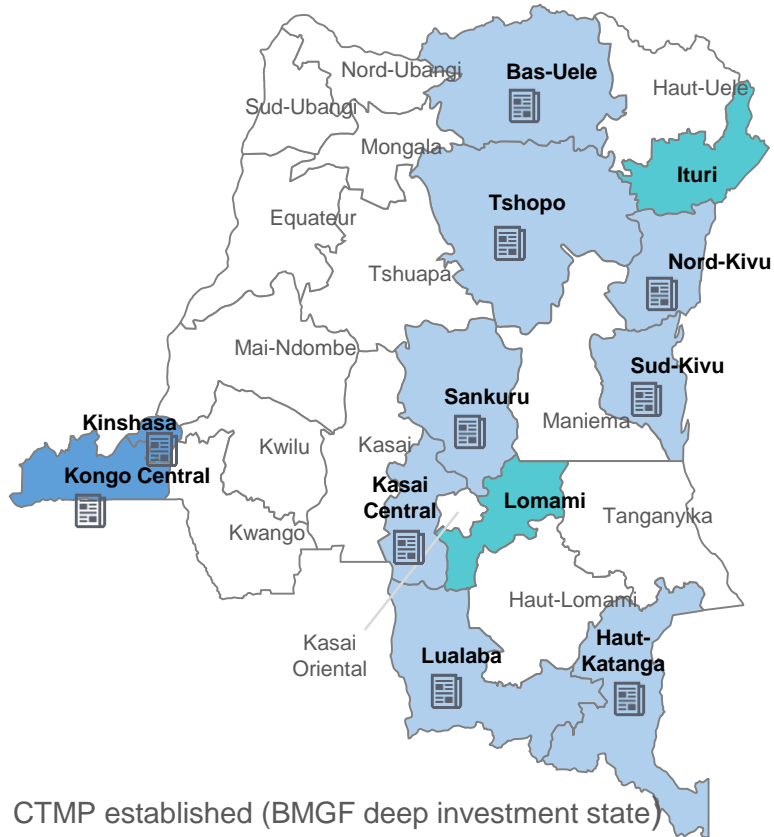 Nord-Ubangi
Bas-Uele
Haut-Uele
Sud-Ubangi
Mongala
Ituri
Tshopo
Equateur
Nord-Kivu
Tshuapa
Mai-Ndombe
Sud-Kivu
Sankuru
Kinshasa
Maniema
Kwilu
Kasai
Kongo Central
Kasai
Central
Lomami
Tanganyika
Kwango
Haut-Lomami
Kasai
Oriental
Lualaba
Haut-
Katanga
CTMP established (BMGF deep investment state)